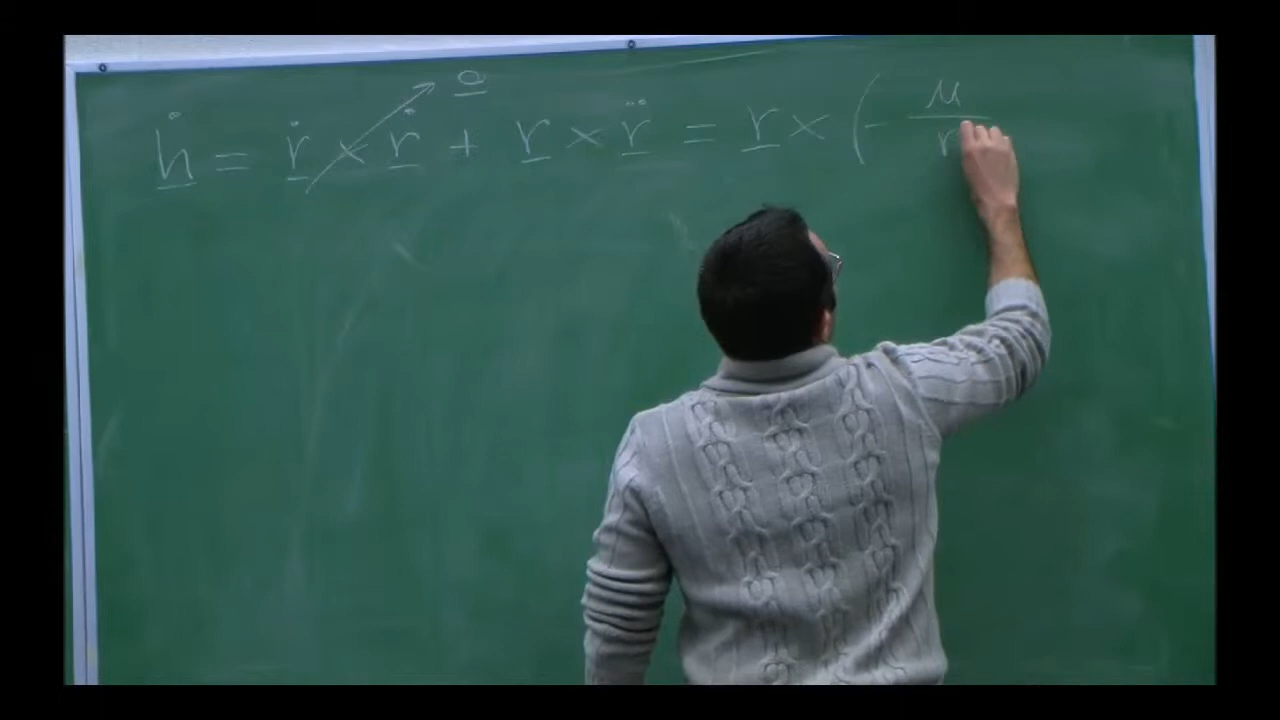 ḣ = ṙ × ṙ + r × r̈ = r × (- μ/r
0